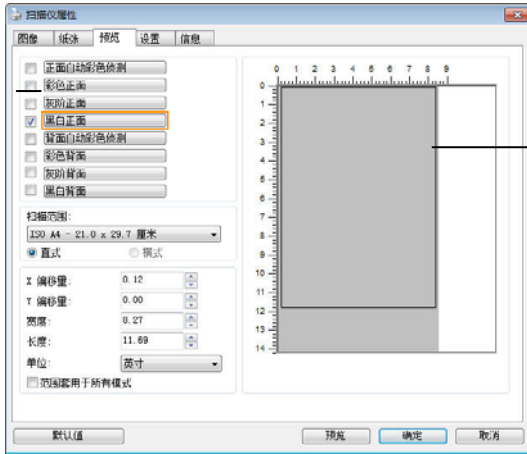 扫描仪属性
图像 纸张 预览 设置 信息
正面自动彩色侦测
彩色正面
灰阶正面
黑白正面
背面自动彩色侦测
彩色背面
灰阶背面
黑白背面
扫描范围:
ISO A4 - 21.0 x 29.7 厘米
直式 横式
X 偏移量: 0.12
Y 偏移量: 0.00
宽度: 8.27
长度: 11.69
单位: 英寸
范围套用于所有模式
0 1 2 3 4 5 6 7 8 9
0
1
2
3
4
5
6
7
8
9
10
11
12
13
14
默认值 预览 确定 取消